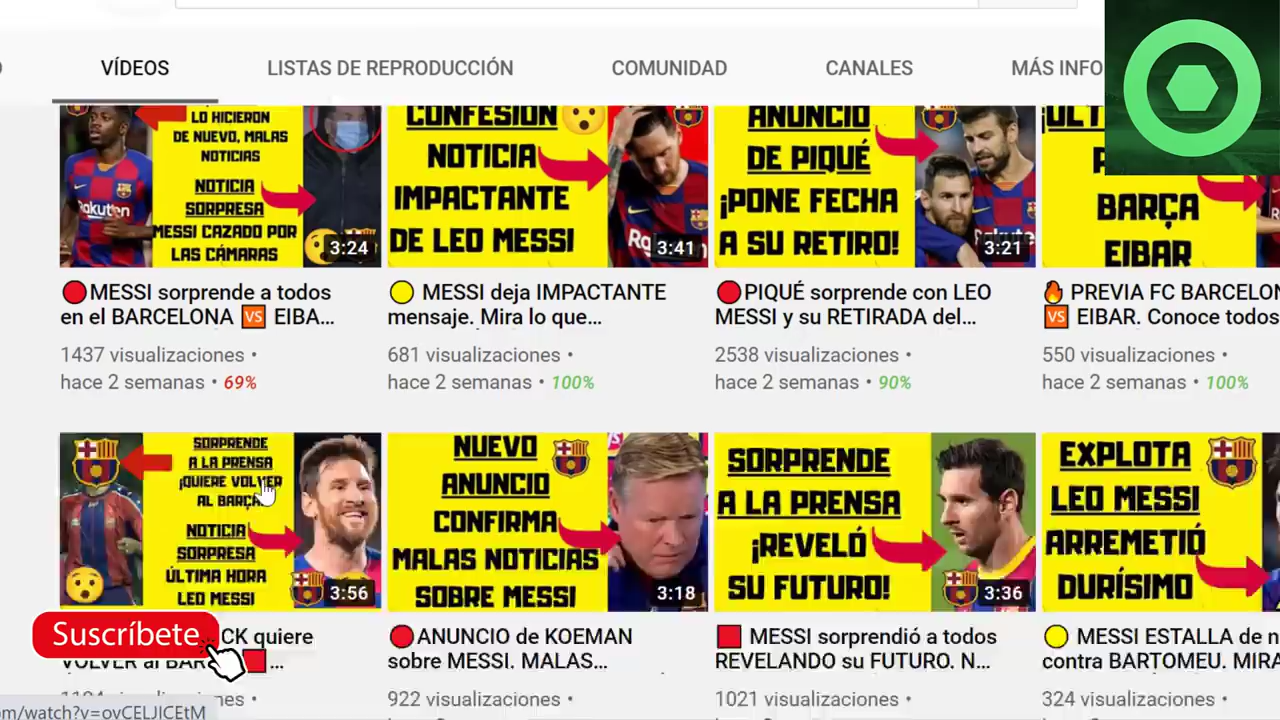 VÍDEOS
LISTAS DE REPRODUCCIÓN
COMUNIDAD
CANALES
MÁS INFO
LO HICIERON
DE NUEVO, MALAS
NOTICIAS
NOTICIA
SORPRESA
MESSI CAZADO POR
LAS CÁMARAS
3:24
CONFESIÓN
NOTICIA
IMPACTANTE
DE LEO MESSI
3:41
ANUNCIO
DE PIQUÉ
¡PONE FECHA
A SU RETIRO!
3:21
BARÇA
EIBAR
🔴MESSI sorprende a todos
en el BARCELONA 🆚 EIBA...
1437 visualizaciones •
hace 2 semanas • 69%
🟡 MESSI deja IMPACTANTE
mensaje. Mira lo que...
681 visualizaciones •
hace 2 semanas • 100%
🔴PIQUÉ sorprende con LEO
MESSI y su RETIRADA del...
2538 visualizaciones •
hace 2 semanas • 90%
🔥 PREVIA FC BARCELON
🆚 EIBAR. Conoce todos
550 visualizaciones •
hace 2 semanas • 100%
SORPRENDE
A LA PRENSA
¡QUIERE VOLVER
AL BARÇA
NOTICIA
SORPRESA
ÚLTIMA HORA
LEO MESSI
3:56
NUEVO
ANUNCIO
CONFIRMA
MALAS NOTICIAS
SOBRE MESSI
3:18
SORPRENDE
A LA PRENSA
¡REVELÓ
SU FUTURO!
3:36
EXPLOTA
LEO MESSI
ARREMETIÓ
DURÍSIMO
Suscríbete
CK quiere
VOLVER al
🔴ANUNCIO de KOEMAN
sobre MESSI. MALAS...
922 visualizaciones •
🟥 MESSI sorprendió a todos
REVELANDO su FUTURO. N...
1021 visualizaciones •
🟡 MESSI ESTALLA de n
contra BARTOMEU. MIRA
324 visualizaciones •
om/watch?v=ovCELJICEtM